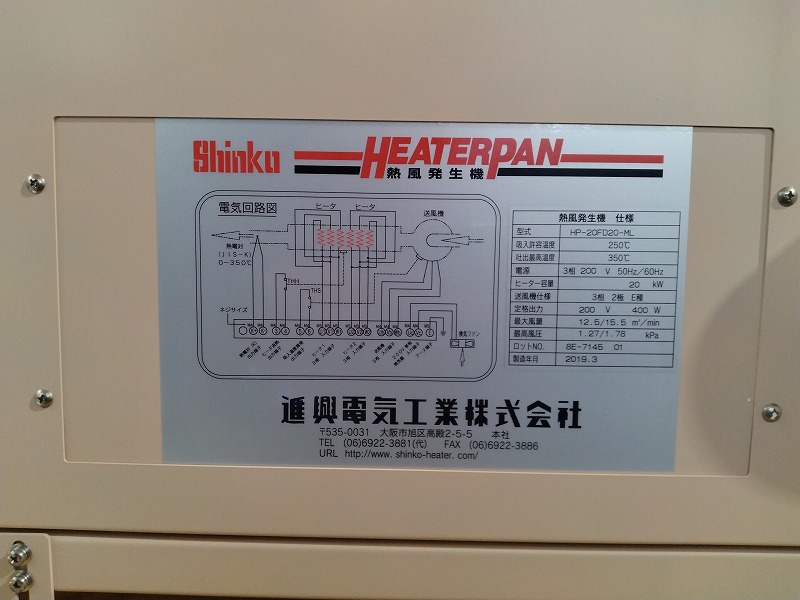 Shinko
HEATERPAN
熱風発生機
電気回路図
ヒータ ヒータ
送風機
熱電対
(JIS-K)
0-350℃
THH
THS
ネジサイズ
換気ファン
熱風発生機 仕様
型式 HP-20FD20-ML
吸入許容温度 250℃
吐出最高温度 350℃
電源 3相 200 V 50Hz/60Hz
ヒーター容量 20 kW
送風機仕様 3相 2極 E種
定格出力 200 V 400 W
最大風量 12.5/15.5 m³/min
最高風圧 1.27/1.78 kPa
ロットNO. 8E-7145 01
製造年月 2019.3
進興電気工業株式会社
〒535-0031 大阪市旭区高殿2-5-5 本社
TEL (06)6922-3881(代) FAX (06)6922-3886
URL http://www. shinko-heater. com/